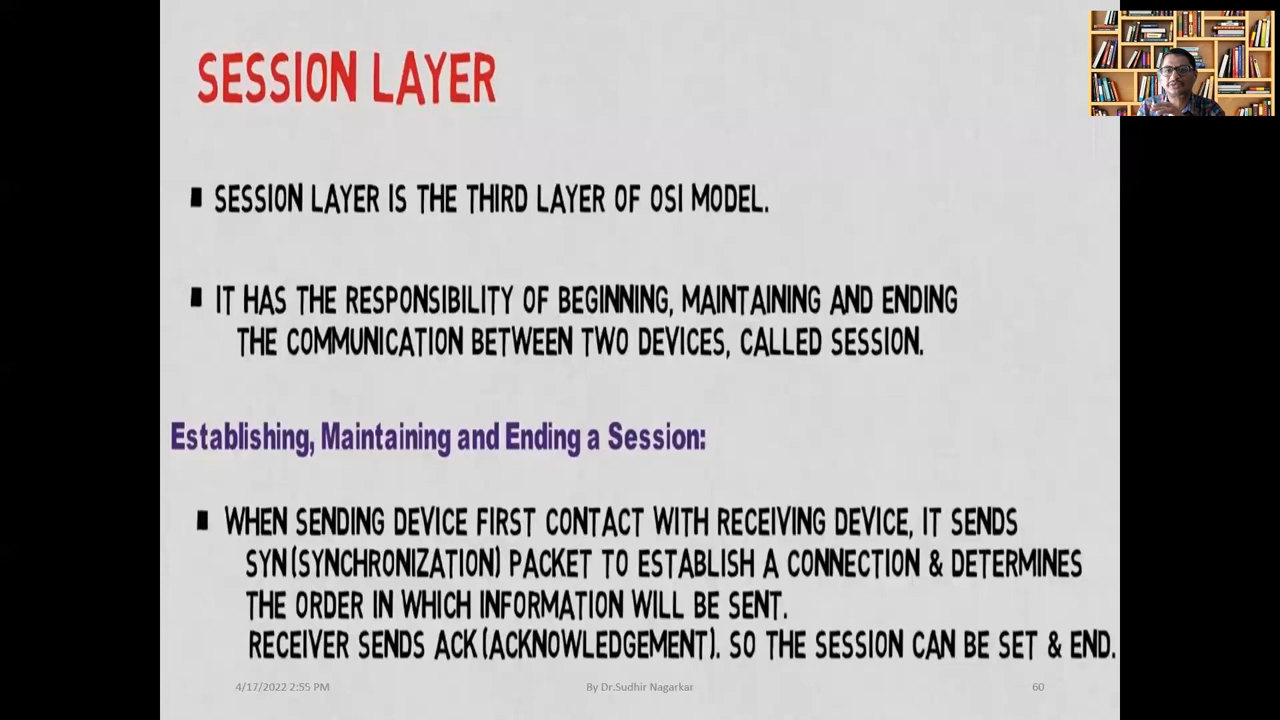 SESSION LAYER
▪ SESSION LAYER IS THE THIRD LAYER OF OSI MODEL.
▪ IT HAS THE RESPONSIBILITY OF BEGINNING, MAINTAINING AND ENDING
THE COMMUNICATION BETWEEN TWO DEVICES, CALLED SESSION.
Establishing, Maintaining and Ending a Session:
▪ WHEN SENDING DEVICE FIRST CONTACT WITH RECEIVING DEVICE, IT SENDS
SYN(SYNCHRONIZATION) PACKET TO ESTABLISH A CONNECTION & DETERMINES
THE ORDER IN WHICH INFORMATION WILL BE SENT.
RECEIVER SENDS ACK(ACKNOWLEDGEMENT). SO THE SESSION CAN BE SET & END.
4/17/2022 2:55 PM By Dr.Sudhir Nagarkar 60